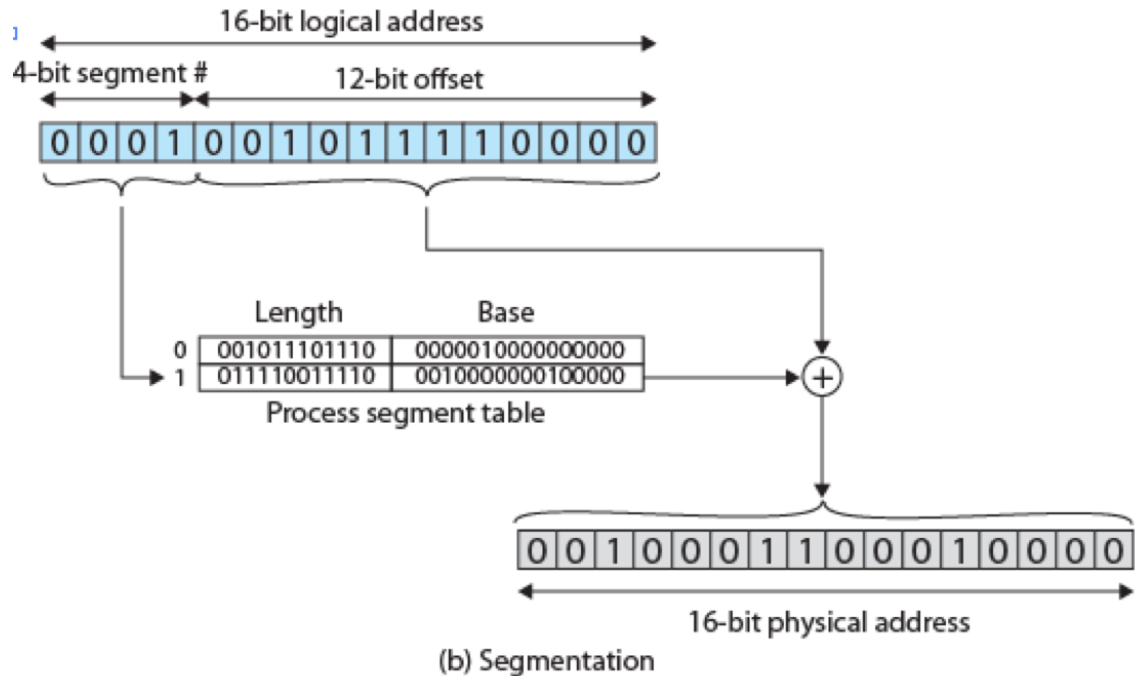 16-bit logical address
4-bit segment # 12-bit offset
0 0 0 1 0 0 1 0 1 1 1 1 0 0 0 0
Length Base
0 001011101110 0000010000000000
1 011110011110 0010000000100000
Process segment table
+
0 0 1 0 0 0 1 1 0 0 0 1 0 0 0 0
16-bit physical address
(b) Segmentation